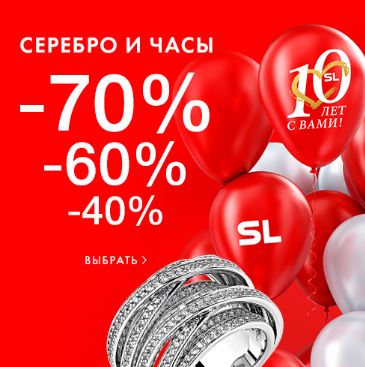 СЕРЕБРО И ЧАСЫ
-70%
-60%
-40%
ВЫБРАТЬ >
10
SL
ЛЕТ
С ВАМИ!
SL